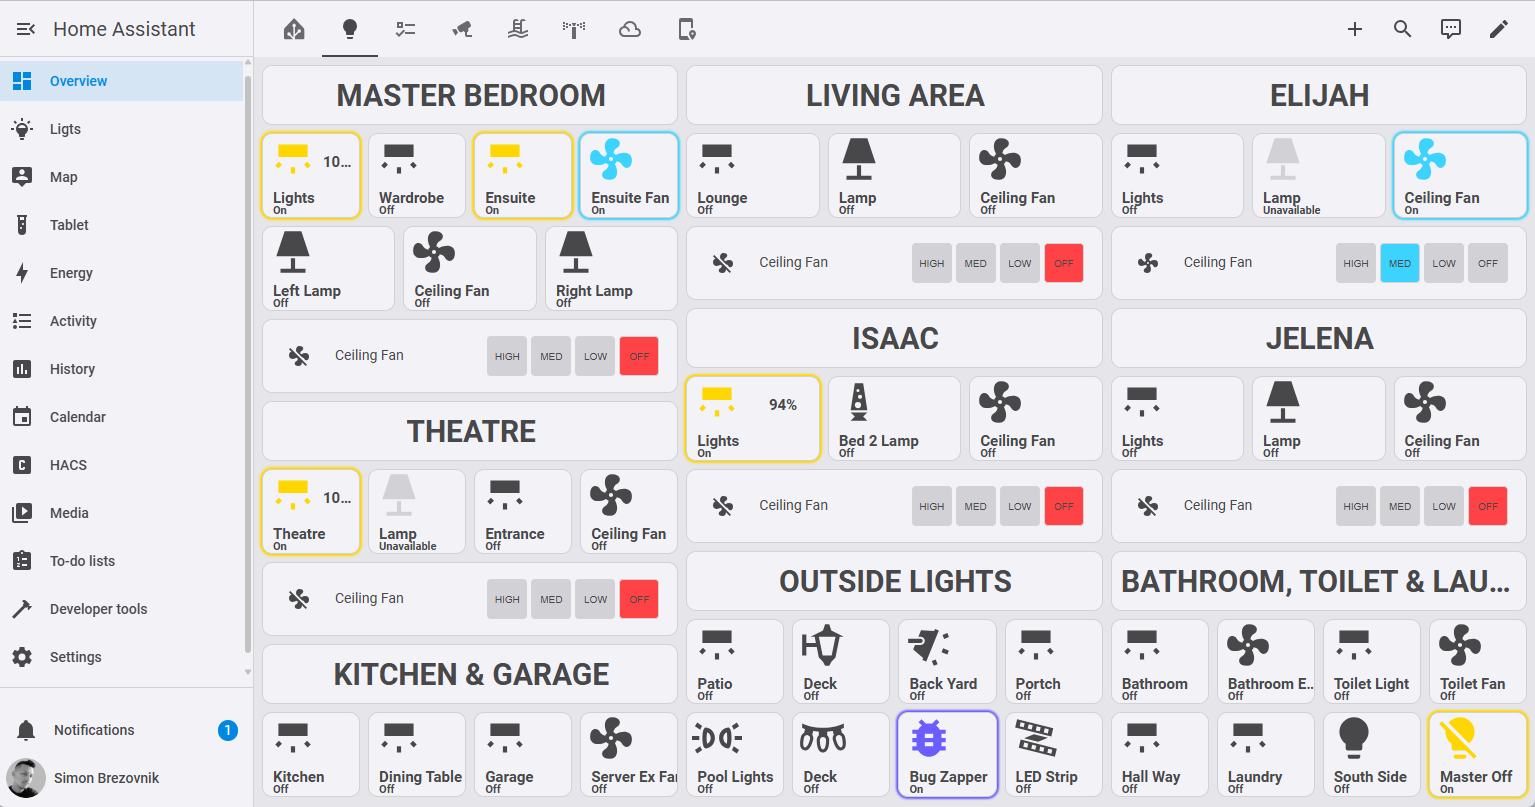 Home Assistant
Overview
Ligts
Map
Tablet
Energy
Activity
History
Calendar
HACS
Media
To-do lists
Developer tools
Settings
Notifications
1
Simon Brezovnik
MASTER BEDROOM
10...
Lights
On
Wardrobe
Off
Ensuite
On
Ensuite Fan
On
Left Lamp
Off
Ceiling Fan
Off
Right Lamp
Off
Ceiling Fan
HIGH MED LOW OFF
THEATRE
10...
Theatre
On
Lamp
Unavailable
Entrance
Off
Ceiling Fan
Off
Ceiling Fan
HIGH MED LOW OFF
KITCHEN & GARAGE
Kitchen
Off
Dining Table
Off
Garage
Off
Server Ex Fa
Off
LIVING AREA
Lounge
Off
Lamp
Off
Ceiling Fan
Off
Ceiling Fan
HIGH MED LOW OFF
ISAAC
94%
Lights
On
Bed 2 Lamp
Off
Ceiling Fan
Off
Ceiling Fan
HIGH MED LOW OFF
OUTSIDE LIGHTS
Patio
Off
Deck
Off
Back Yard
Off
Portch
Off
Pool Lights
Off
Deck
Off
Bug Zapper
On
LED Strip
Off
ELIJAH
Lights
Off
Lamp
Unavailable
Ceiling Fan
On
Ceiling Fan
HIGH MED LOW OFF
JELENA
Lights
Off
Lamp
Off
Ceiling Fan
Off
Ceiling Fan
HIGH MED LOW OFF
BATHROOM, TOILET & LAU...
Bathroom
Off
Bathroom E..
Off
Toilet Light
Off
Toilet Fan
Off
Hall Way
Off
Laundry
Off
South Side
Off
Master Off
On